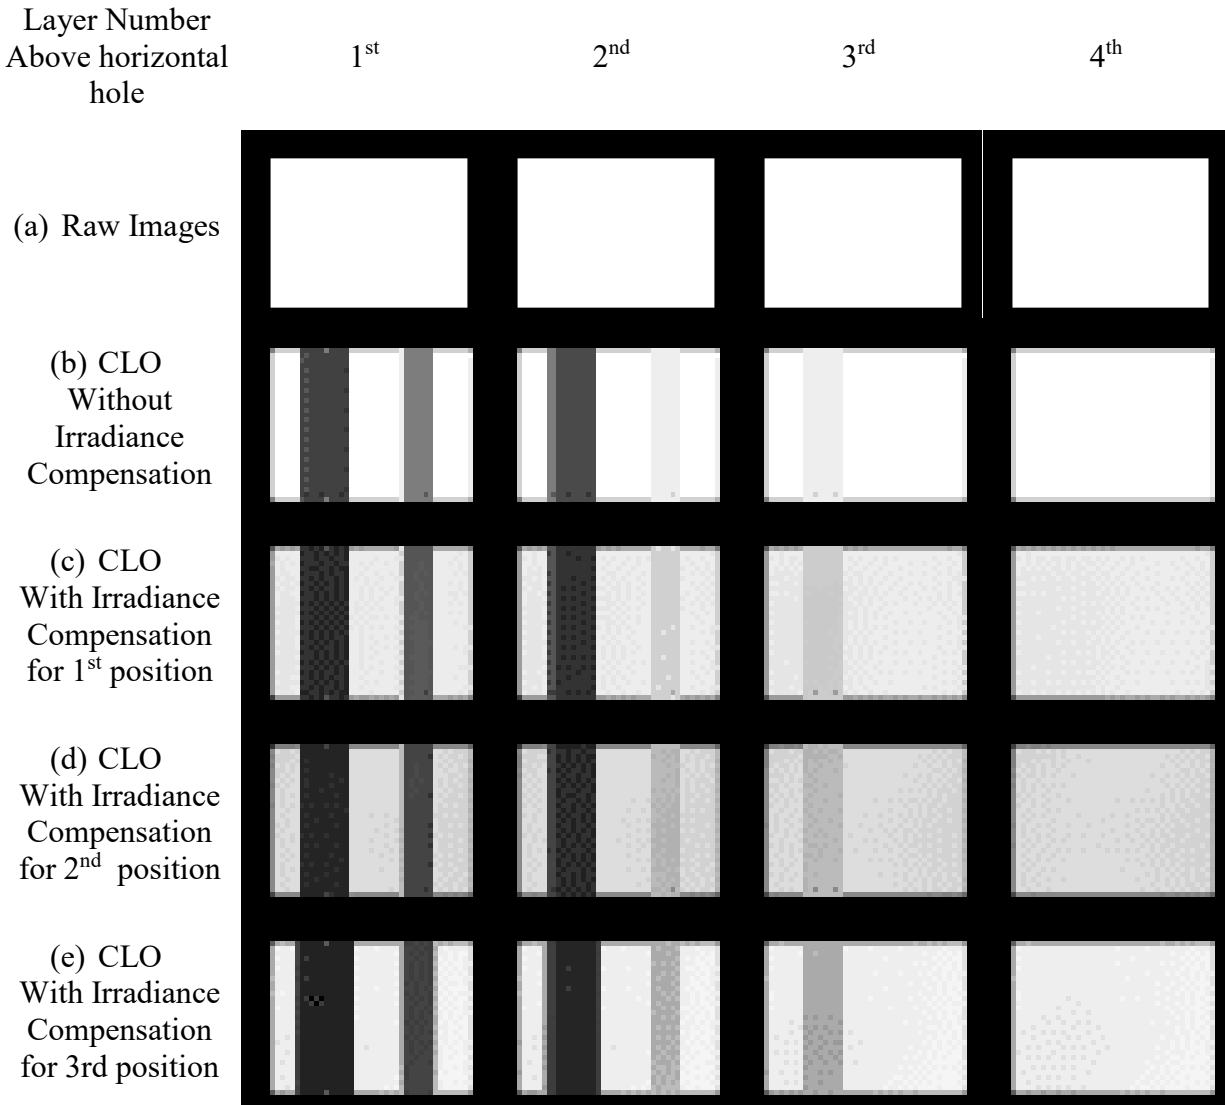 Layer Number
Above horizontal
hole
1st
2nd
3rd
4th
(a) Raw Images
(b) CLO
Without
Irradiance
Compensation
(c) CLO
With Irradiance
Compensation
for 1st position
(d) CLO
With Irradiance
Compensation
for 2nd position
(e) CLO
With Irradiance
Compensation
for 3rd position